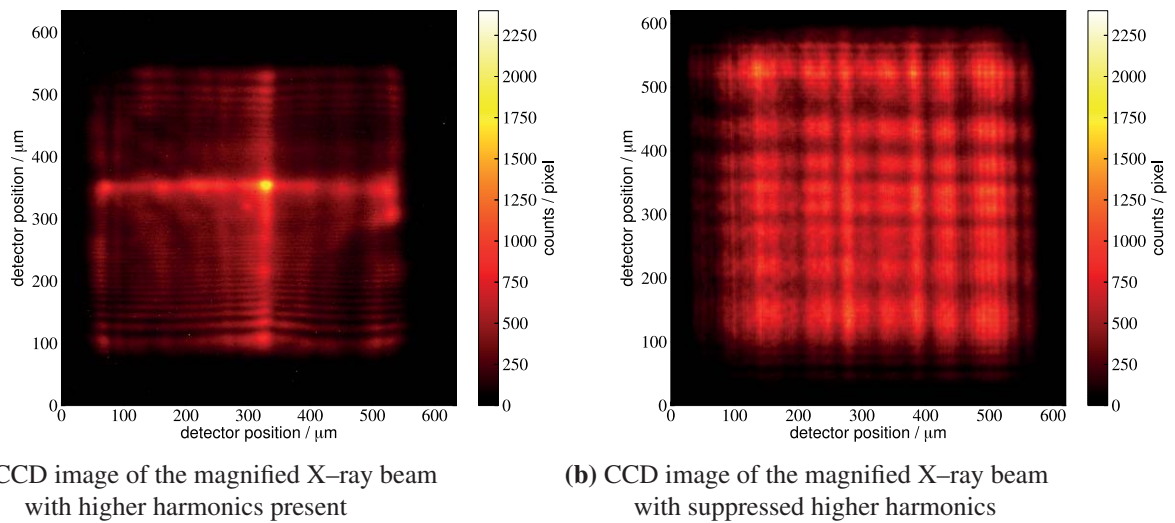 600
500
400
300
200
100
0
detector position / μm
0 100 200 300 400 500 600
detector position / μm
2250
2000
1750
1500
1250
1000
750
500
250
0
counts / pixel
CCD image of the magnified X–ray beam
with higher harmonics present
600
500
400
300
200
100
0
detector position / μm
0 100 200 300 400 500 600
detector position / μm
2250
2000
1750
1500
1250
1000
750
500
250
0
counts / pixel
(b) CCD image of the magnified X–ray beam
with suppressed higher harmonics